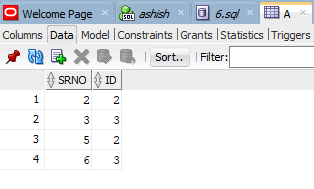 Welcome Page ashish 6.sql A
Columns Data Model Constraints Grants Statistics Triggers
Sort.. Filter:
SRNO ID
1 2 2
2 3 3
3 5 2
4 6 3